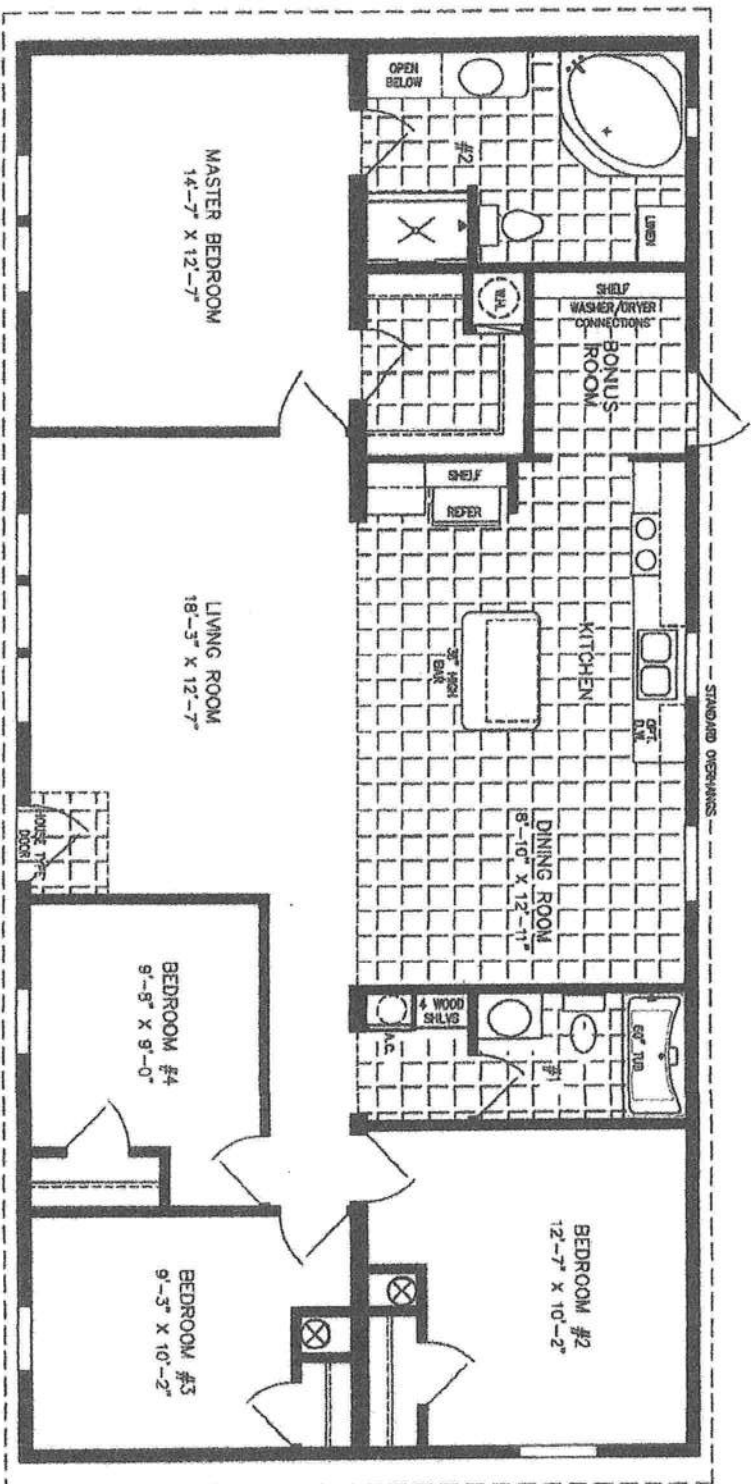 STANDARD OVERHANGS
LINEN
SHELF
WASHER/DRYER
CONNECTIONS
BONUS
ROOM
KITCHEN
OPT.
D.W.
DINING ROOM
8'-10" X 12'-11"
60" TUB
#1
BEDROOM #2
12'-7" X 10'-2"
OPEN
BELOW
#2
W.H.
SHELF
REFER
BAR
4 WOOD
SHLVS
A.C.
MASTER BEDROOM
14'-7" X 12'-7"
LIVING ROOM
18'-3" X 12'-7"
HOUSE TYPE
DOOR
BEDROOM #4
9'-8" X 9'-0"
BEDROOM #3
9'-3" X 10'-2"